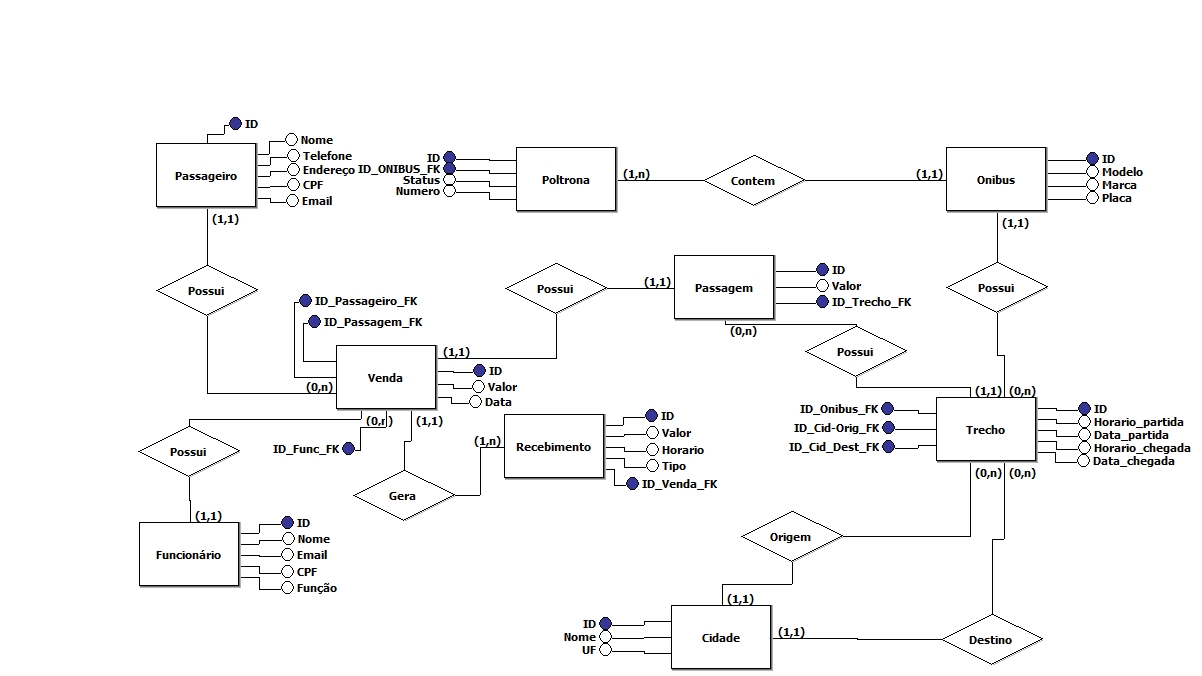 ID
Passageiro
Nome
Telefone
Endereço
CPF
Email
(1,1)
ID
ID_ONIBUS_FK
Status
Numero
Poltrona
(1,n)
Contem
(1,1)
Onibus
ID
Modelo
Marca
Placa
(1,1)
Possui
Possui
(1,1)
Passagem
ID
Valor
ID_Trecho_FK
(0,n)
Possui
Possui
ID_Passageiro_FK
ID_Passagem_FK
Venda
(1,1)
(0,n)
ID
Valor
Data
(0,n)
(1,1)
ID_Func_FK
(1,1)
(0,n)
ID_Onibus_FK
ID_Cid-Orig_FK
ID_Cid_Dest_FK
Trecho
ID
Horario_partida
Data_partida
Horario_chegada
Data_chegada
(0,n)
(0,n)
Possui
(1,n)
Recebimento
ID
Valor
Horario
Tipo
ID_Venda_FK
Gera
(1,1)
Funcionário
ID
Nome
Email
CPF
Função
Origem
(1,1)
ID
Nome
UF
Cidade
(1,1)
Destino